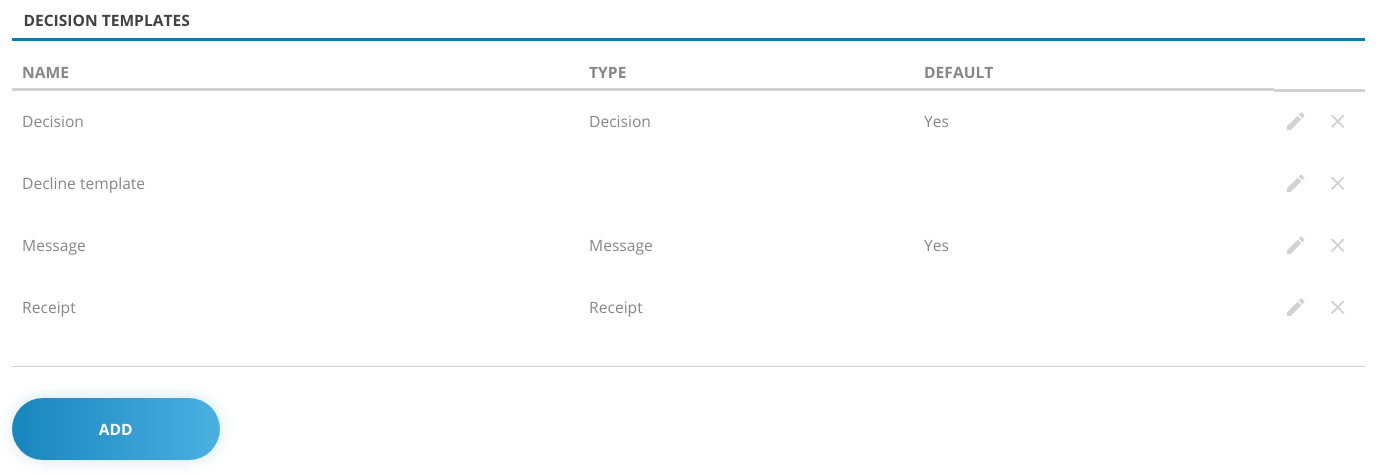 DECISION TEMPLATES
NAME TYPE DEFAULT
Decision Decision Yes
Decline template
Message Message Yes
Receipt Receipt
ADD